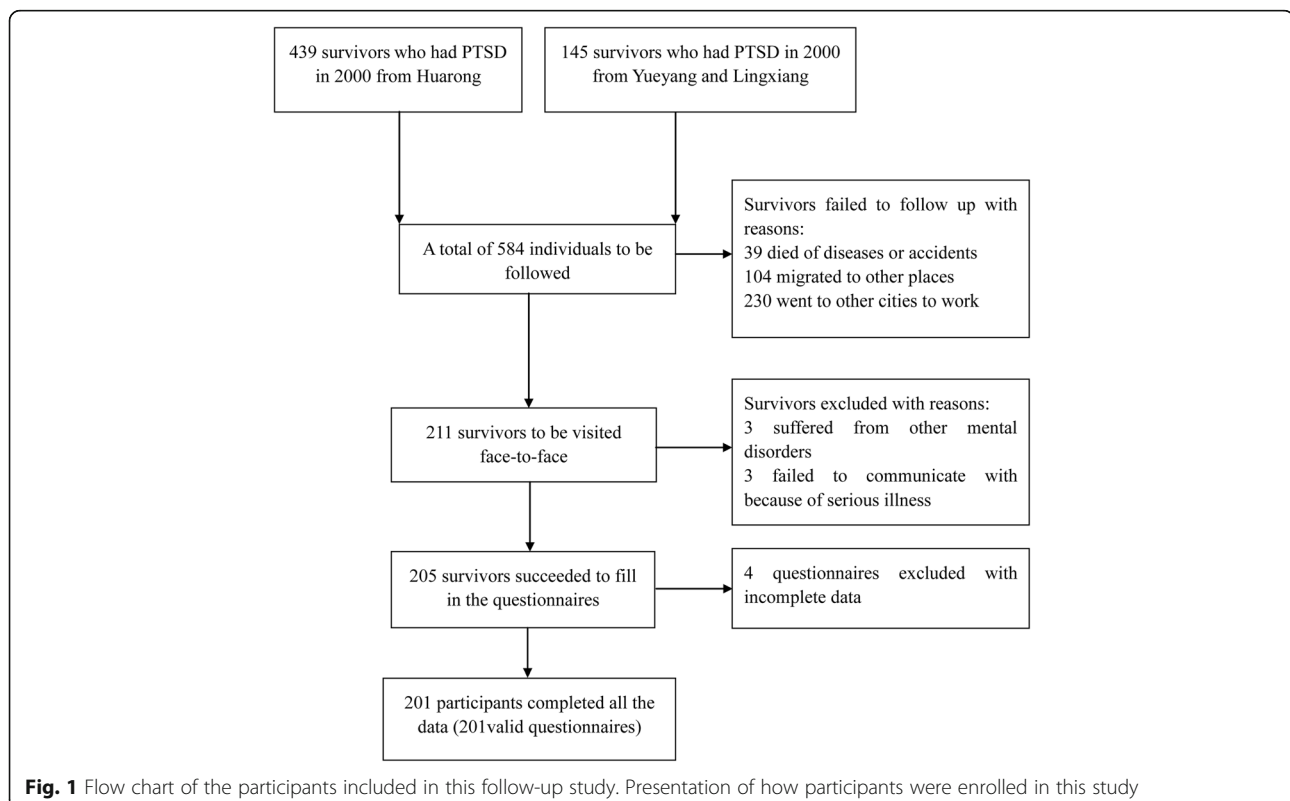 439 survivors who had PTSD
in 2000 from Huarong
145 survivors who had PTSD in 2000
from Yueyang and Lingxiang
A total of 584 individuals to be
followed
Survivors failed to follow up with
reasons:
39 died of diseases or accidents
104 migrated to other places
230 went to other cities to work
211 survivors to be visited
face-to-face
Survivors excluded with reasons:
3 suffered from other mental
disorders
3 failed to communicate with
because of serious illness
205 survivors succeeded to fill
in the questionnaires
4 questionnaires excluded with
incomplete data
201 participants completed all the
data (201valid questionnaires)
Fig. 1 Flow chart of the participants included in this follow-up study. Presentation of how participants were enrolled in this study